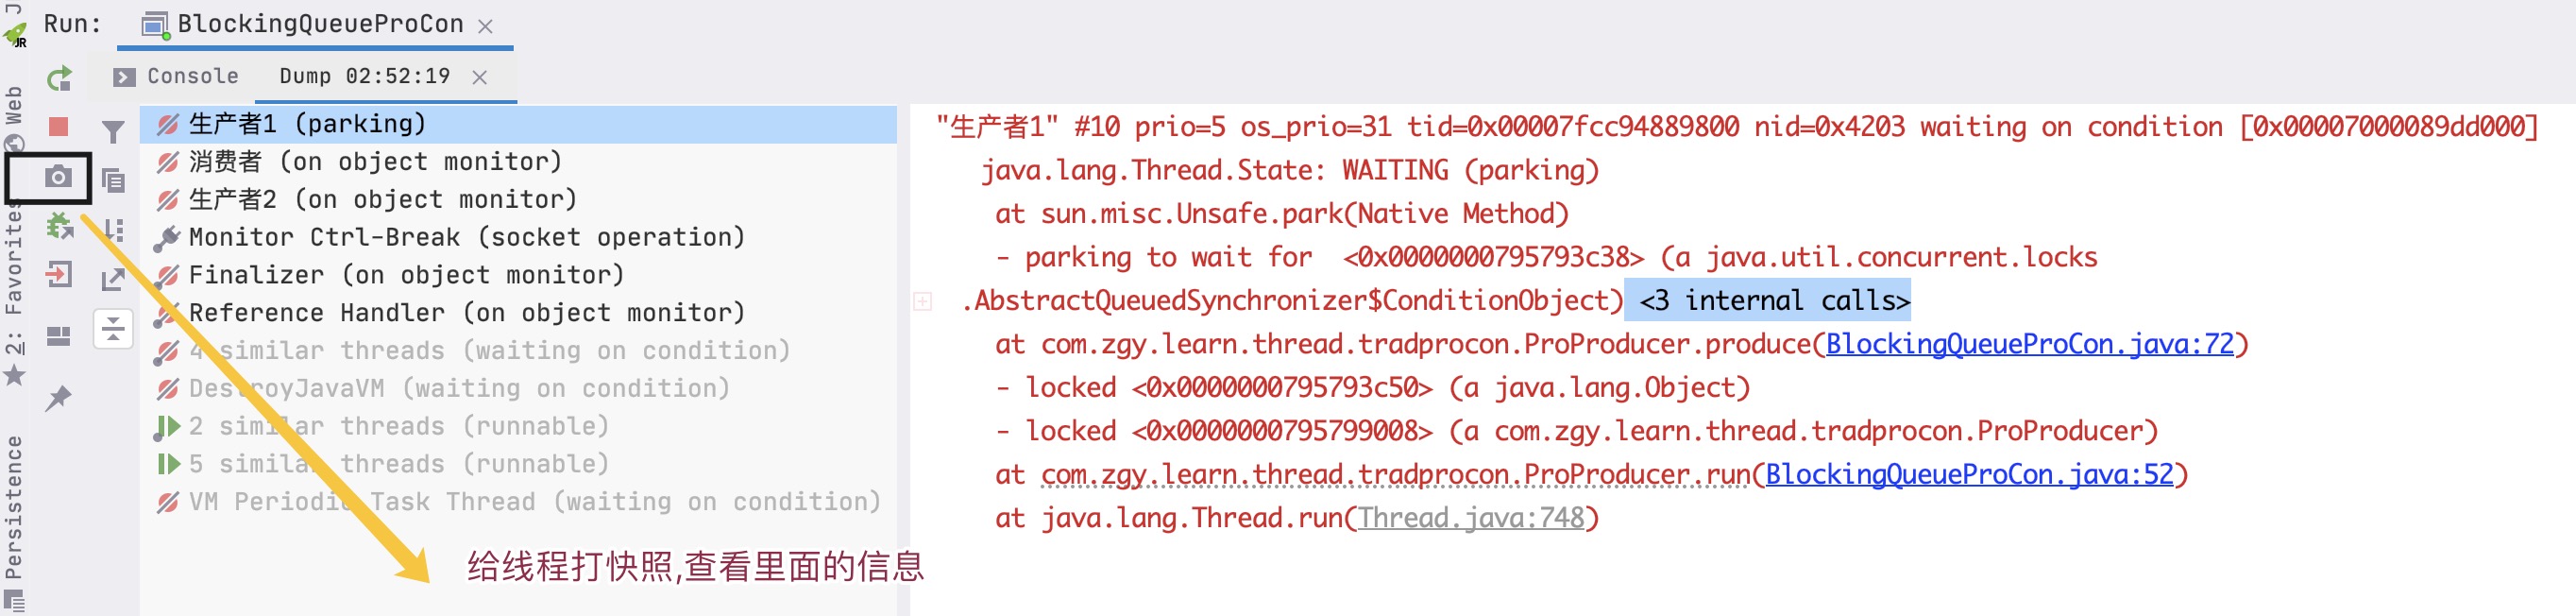 Run: BlockingQueueProCon
Console Dump 02:52:19
JR
Web
2: Favorites
Persistence
生产者1 (parking)
消费者 (on object monitor)
生产者2 (on object monitor)
Monitor Ctrl-Break (socket operation)
Finalizer (on object monitor)
Reference Handler (on object monitor)
4 similar threads (waiting on condition)
DestroyJavaVM (waiting on condition)
2 similar threads (runnable)
5 similar threads (runnable)
VM Periodic Task Thread (waiting on condition)
给线程打快照,查看里面的信息
"生产者1" #10 prio=5 os_prio=31 tid=0x00007fcc94889800 nid=0x4203 waiting on condition [0x00007000089dd000]
java.lang.Thread.State: WAITING (parking)
at sun.misc.Unsafe.park(Native Method)
- parking to wait for <0x0000000795793c38> (a java.util.concurrent.locks
.AbstractQueuedSynchronizer$ConditionObject) <3 internal calls>
at com.zgy.learn.thread.tradprocon.ProProducer.produce(BlockingQueueProCon.java:72)
- locked <0x0000000795793c50> (a java.lang.Object)
- locked <0x0000000795799008> (a com.zgy.learn.thread.tradprocon.ProProducer)
at com.zgy.learn.thread.tradprocon.ProProducer.run(BlockingQueueProCon.java:52)
at java.lang.Thread.run(Thread.java:748)